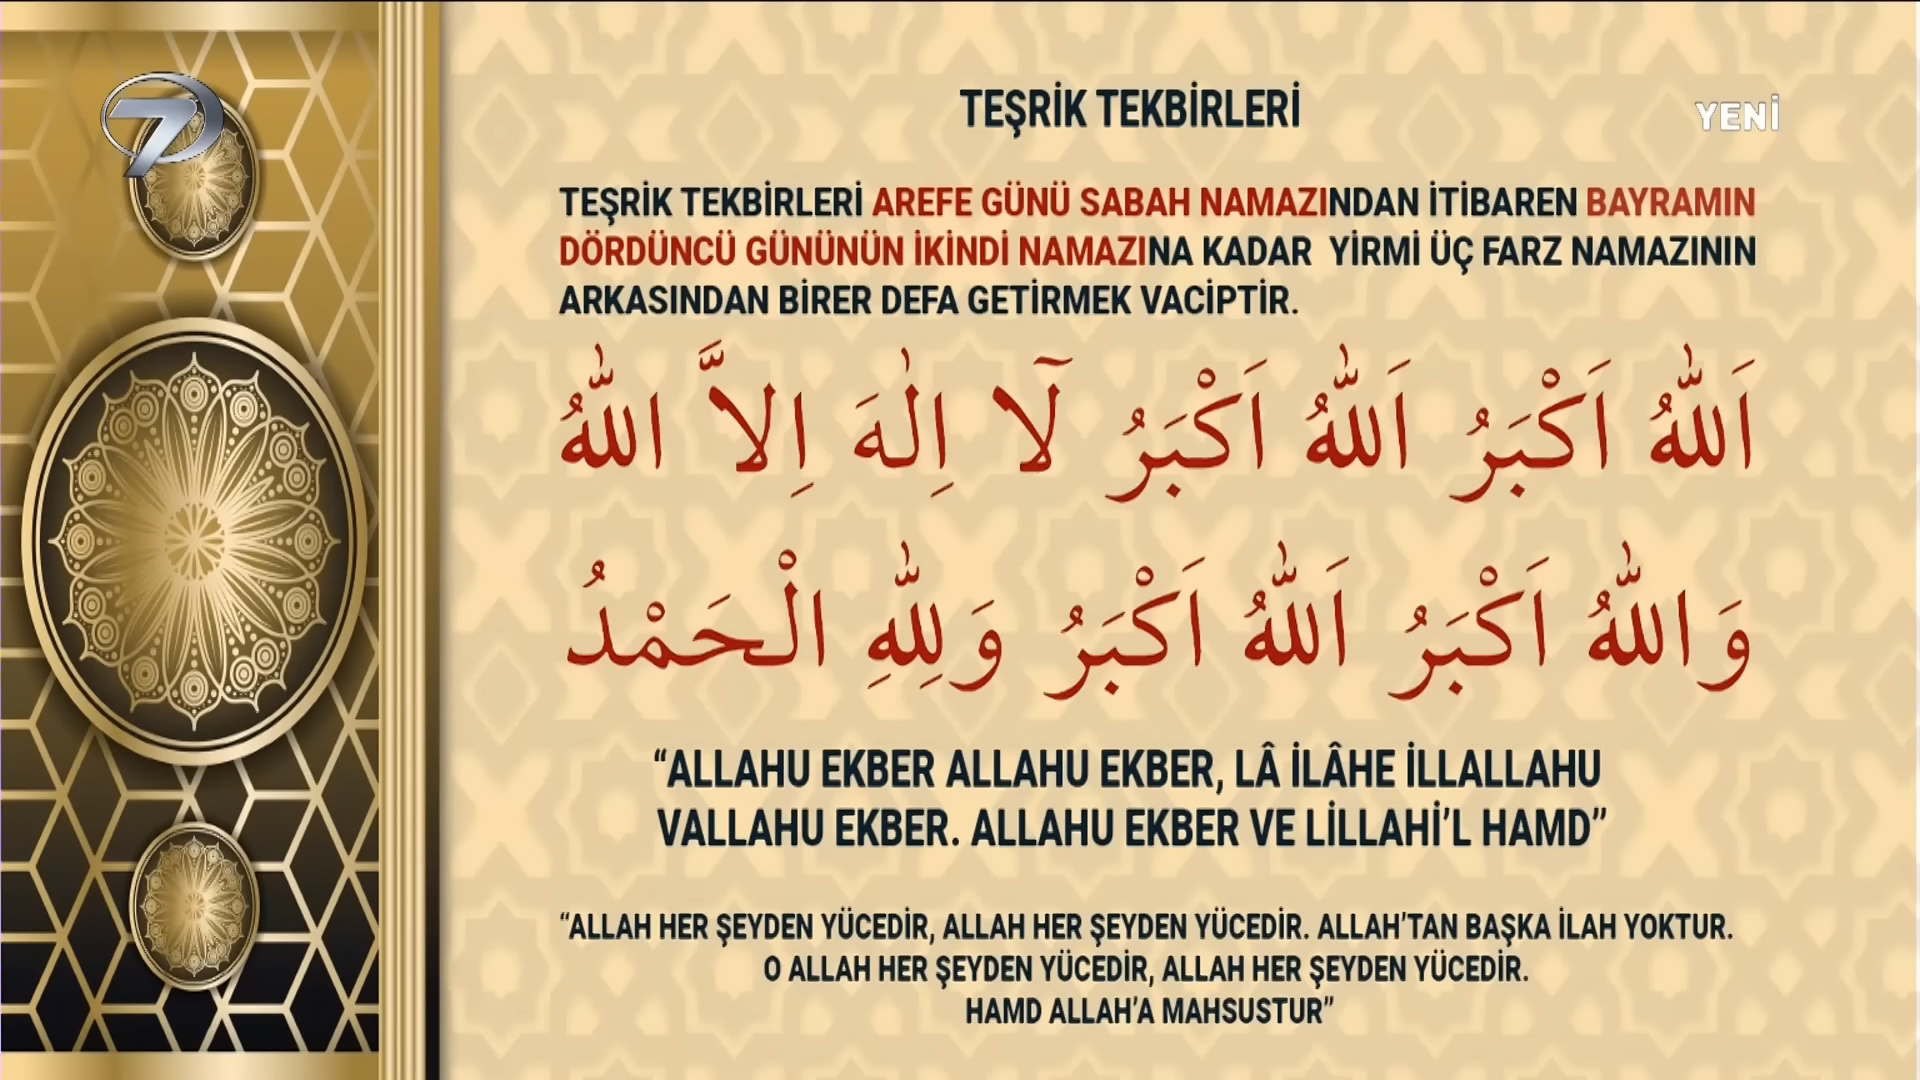 7
TEŞRİK TEKBİRLERİ
YENİ
TEŞRİK TEKBİRLERİ AREFE GÜNÜ SABAH NAMAZINDAN İTİBAREN BAYRAMIN
DÖRDÜNCÜ GÜNÜNÜN İKİNDİ NAMAZINA KADAR YİRMİ ÜÇ FARZ NAMAZININ
ARKASINDAN BİRER DEFA GETİRMEK VACİPTİR.
اَللّٰهُ اَكْبَرُ اَللّٰهُ اَكْبَرُ لَٓا اِلٰهَ اِلاَّ اللّٰهُ
وَاللّٰهُ اَكْبَرُ اَللّٰهُ اَكْبَرُ وَلِلّٰهِ الْحَمْدُ
“ALLAHU EKBER ALLAHU EKBER, LÂ İLÂHE İLLALLAHU
VALLAHU EKBER. ALLAHU EKBER VE LİLLAHİ’L HAMD”
“ALLAH HER ŞEYDEN YÜCEDİR, ALLAH HER ŞEYDEN YÜCEDİR. ALLAH’TAN BAŞKA İLAH YOKTUR.
O ALLAH HER ŞEYDEN YÜCEDİR, ALLAH HER ŞEYDEN YÜCEDİR.
HAMD ALLAH’A MAHSUSTUR”